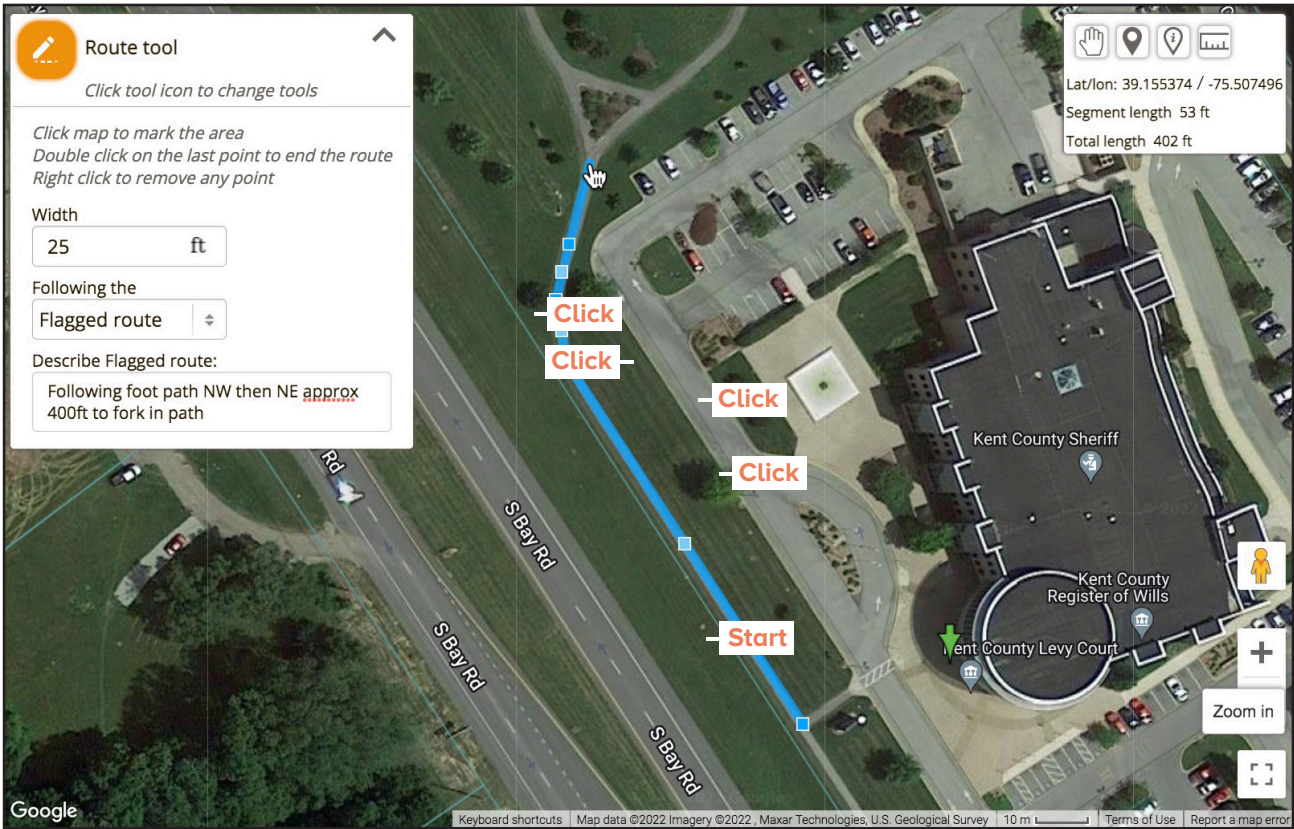 Route tool
Click tool icon to change tools
Click map to mark the area
Double click on the last point to end the route
Right click to remove any point
Width
25 ft
Following the
Flagged route
Describe Flagged route:
Following foot path NW then NE approx
400ft to fork in path
Lat/lon: 39.155374 / -75.507496
Segment length 53 ft
Total length 402 ft
Click
Click
Click
Click
Start
Rd
S Bay Rd
S Bay Rd
S Bay Rd
Kent County Sheriff
Kent County
Register of Wills
Kent County Levy Court
Zoom in
Google
Keyboard shortcuts
Map data ©2022 Imagery ©2022 , Maxar Technologies, U.S. Geological Survey
10 m
Terms of Use
Report a map error